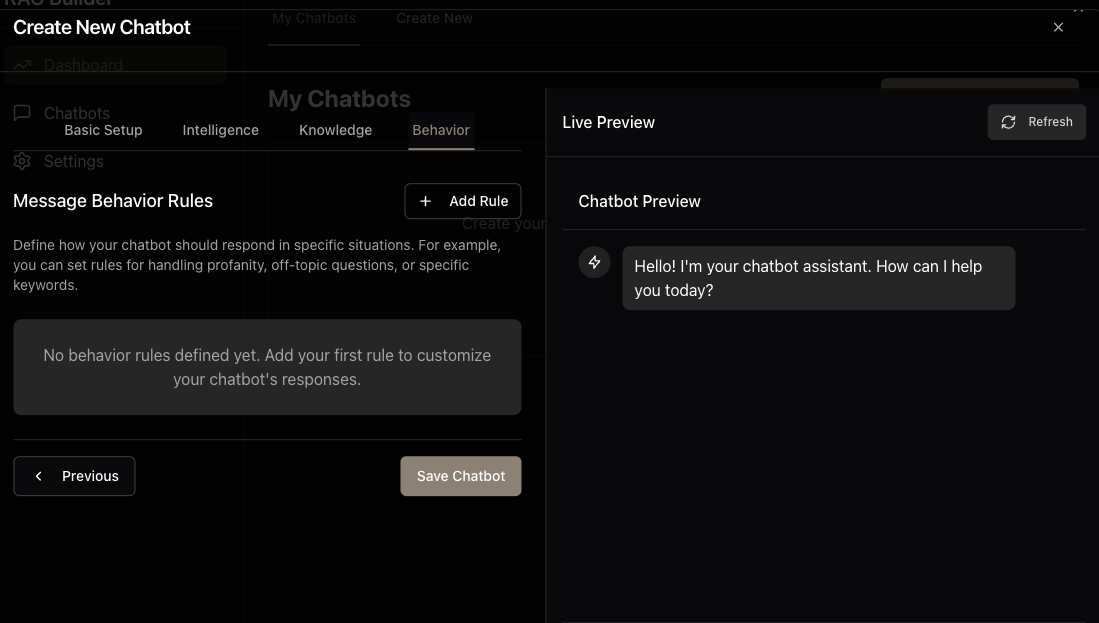 RAG Builder
My Chatbots
Create New
Create New Chatbot
Dashboard
My Chatbots
Chatbots
Basic Setup
Intelligence
Knowledge
Behavior
Settings
Live Preview
Refresh
Message Behavior Rules
Add Rule
Create your
Define how your chatbot should respond in specific situations. For example,
you can set rules for handling profanity, off-topic questions, or specific
keywords.
No behavior rules defined yet. Add your first rule to customize
your chatbot's responses.
Previous
Save Chatbot
Chatbot Preview
Hello! I'm your chatbot assistant. How can I help
you today?